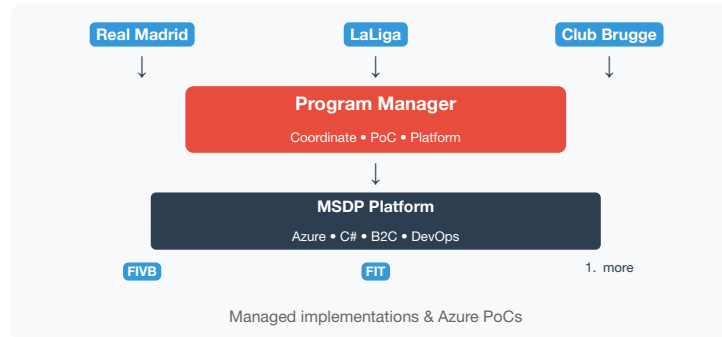 Real Madrid LaLiga Club Brugge
↓ ↓ ↓
Program Manager
Coordinate • PoC • Platform
↓
MSDP Platform
Azure • C# • B2C • DevOps
FIVB FIT 1. more
Managed implementations & Azure PoCs